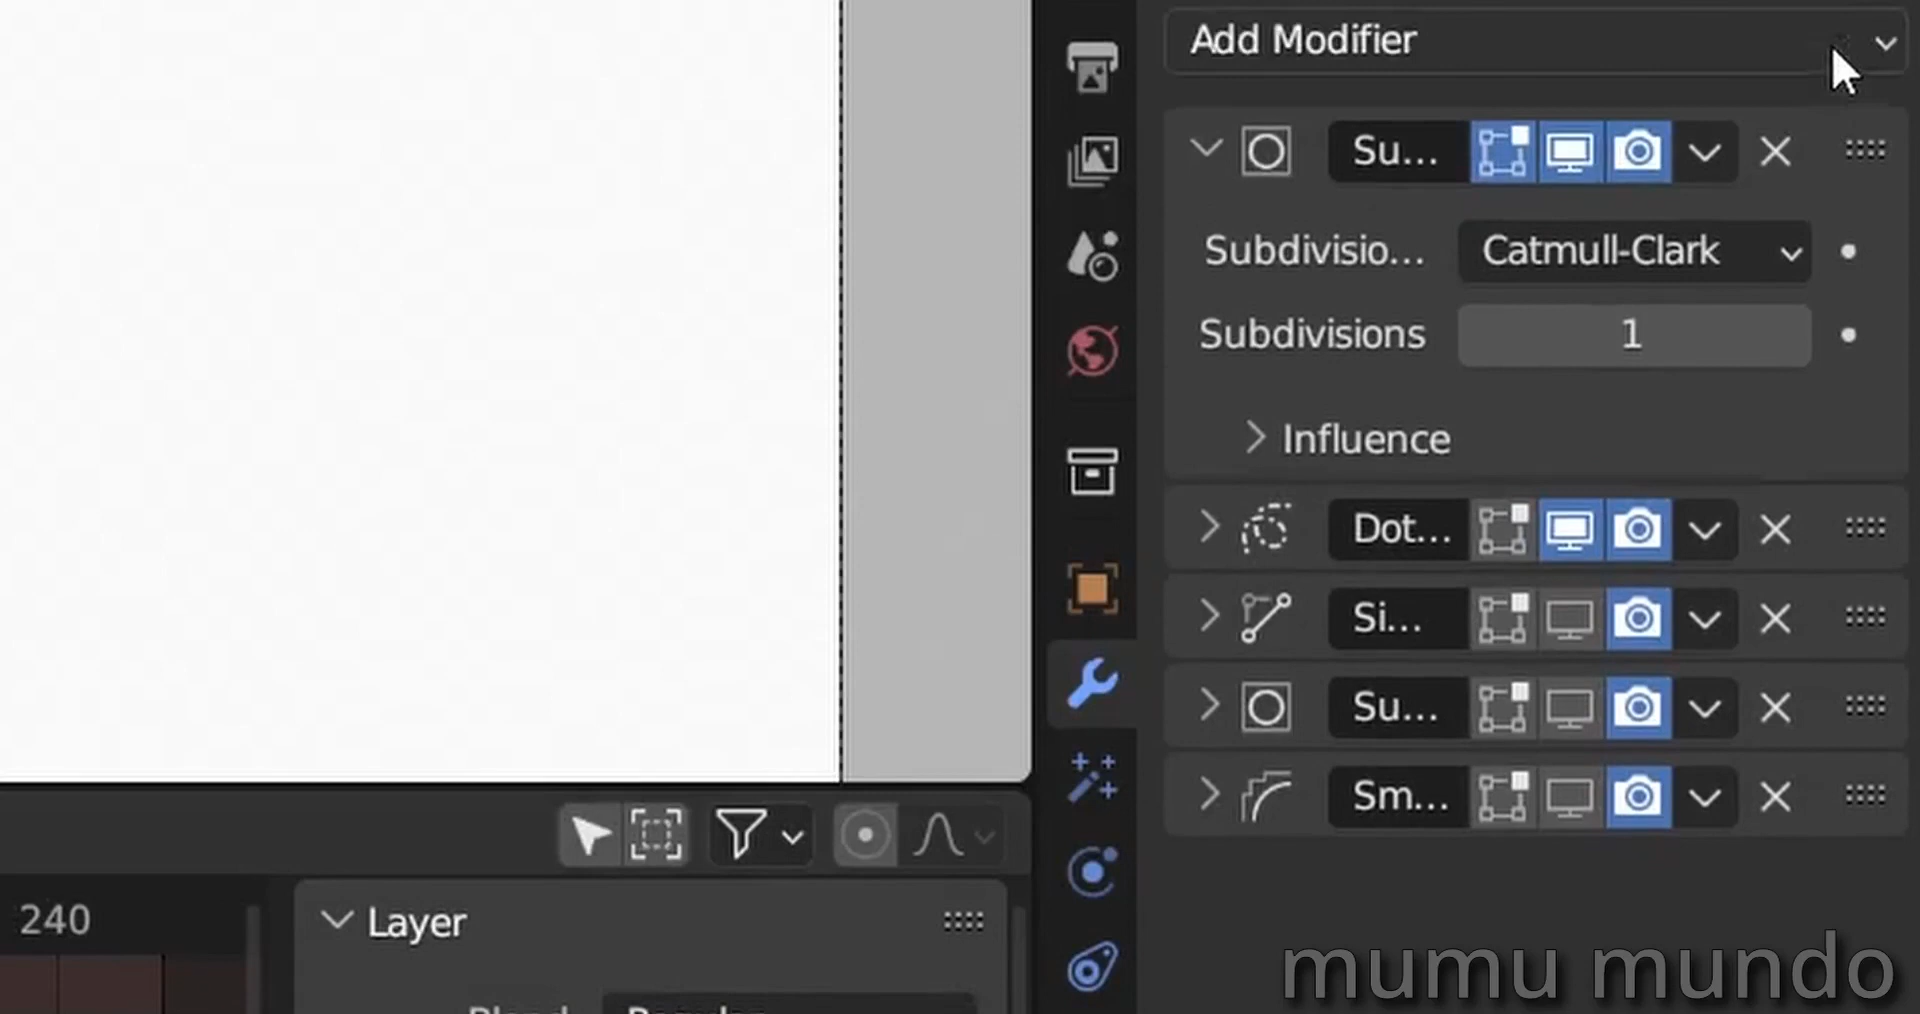 Add Modifier
Su...
Subdivisio...
Catmull-Clark
Subdivisions
1
Influence
Dot...
Si...
Su...
Sm...
240
Layer
mumu mundo